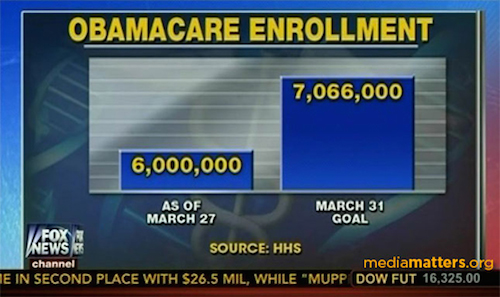 OBAMACARE ENROLLMENT
7,066,000
6,000,000
AS OF
MARCH 27
MARCH 31
GOAL
SOURCE: HHS
FOX
NEWS
channel
mediamatters.org
IE IN SECOND PLACE WITH $26.5 MIL, WHILE "MUPP
DOW FUT 16,325.00